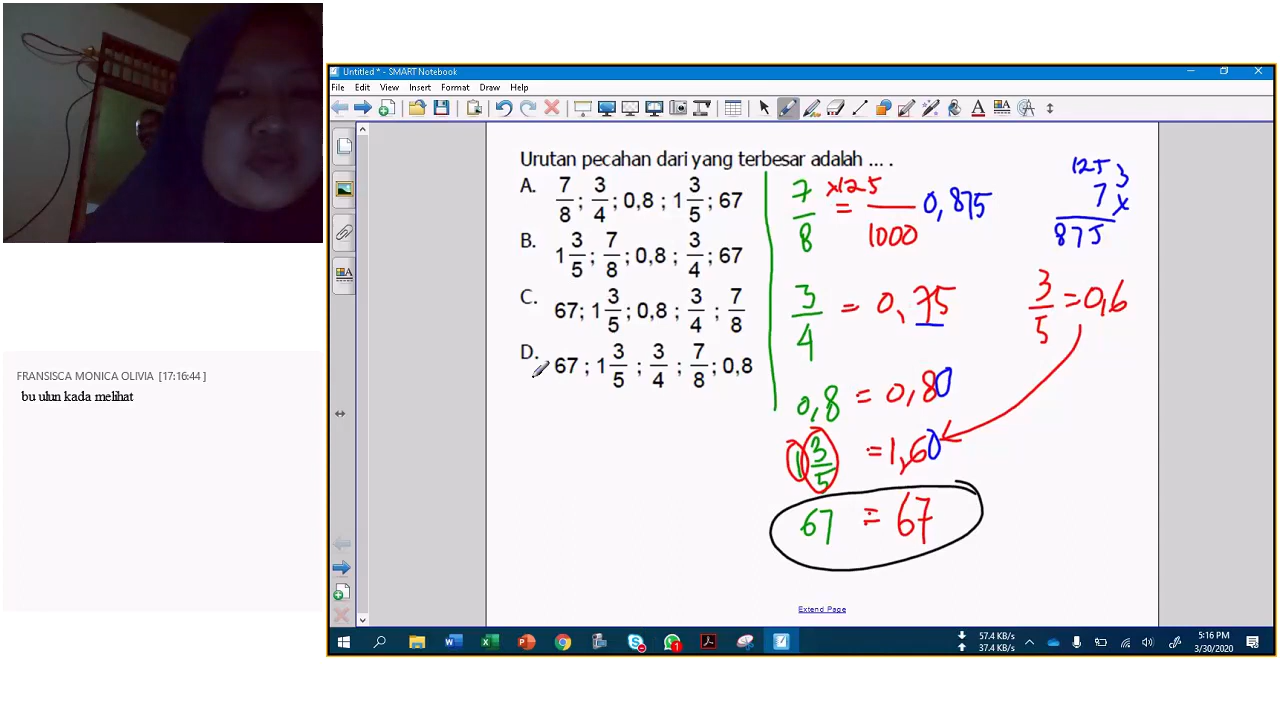 Untitled * - SMART Notebook
File Edit View Insert Format Draw Help
Urutan pecahan dari yang terbesar adalah ... .
A. 7/8 ; 3/4 ; 0,8 ; 1 3/5 ; 67
B. 1 3/5 ; 7/8 ; 0,8 ; 3/4 ; 67
C. 67; 1 3/5 ; 0,8 ; 3/4 ; 7/8
D. 67 ; 1 3/5 ; 3/4 ; 7/8 ; 0,8
7/8 x125 = /1000 0,875
3/4 = 0,75
0,8 = 0,80
1 3/5 = 1,60
67 = 67
125 3
7 x
875
3/5 = 0,6
Extend Page
FRANSISCA MONICA OLIVIA [17:16:44 ]
bu ulun kada melihat
57.4 KB/s
37.4 KB/s
1
5:16 PM
3/30/2020